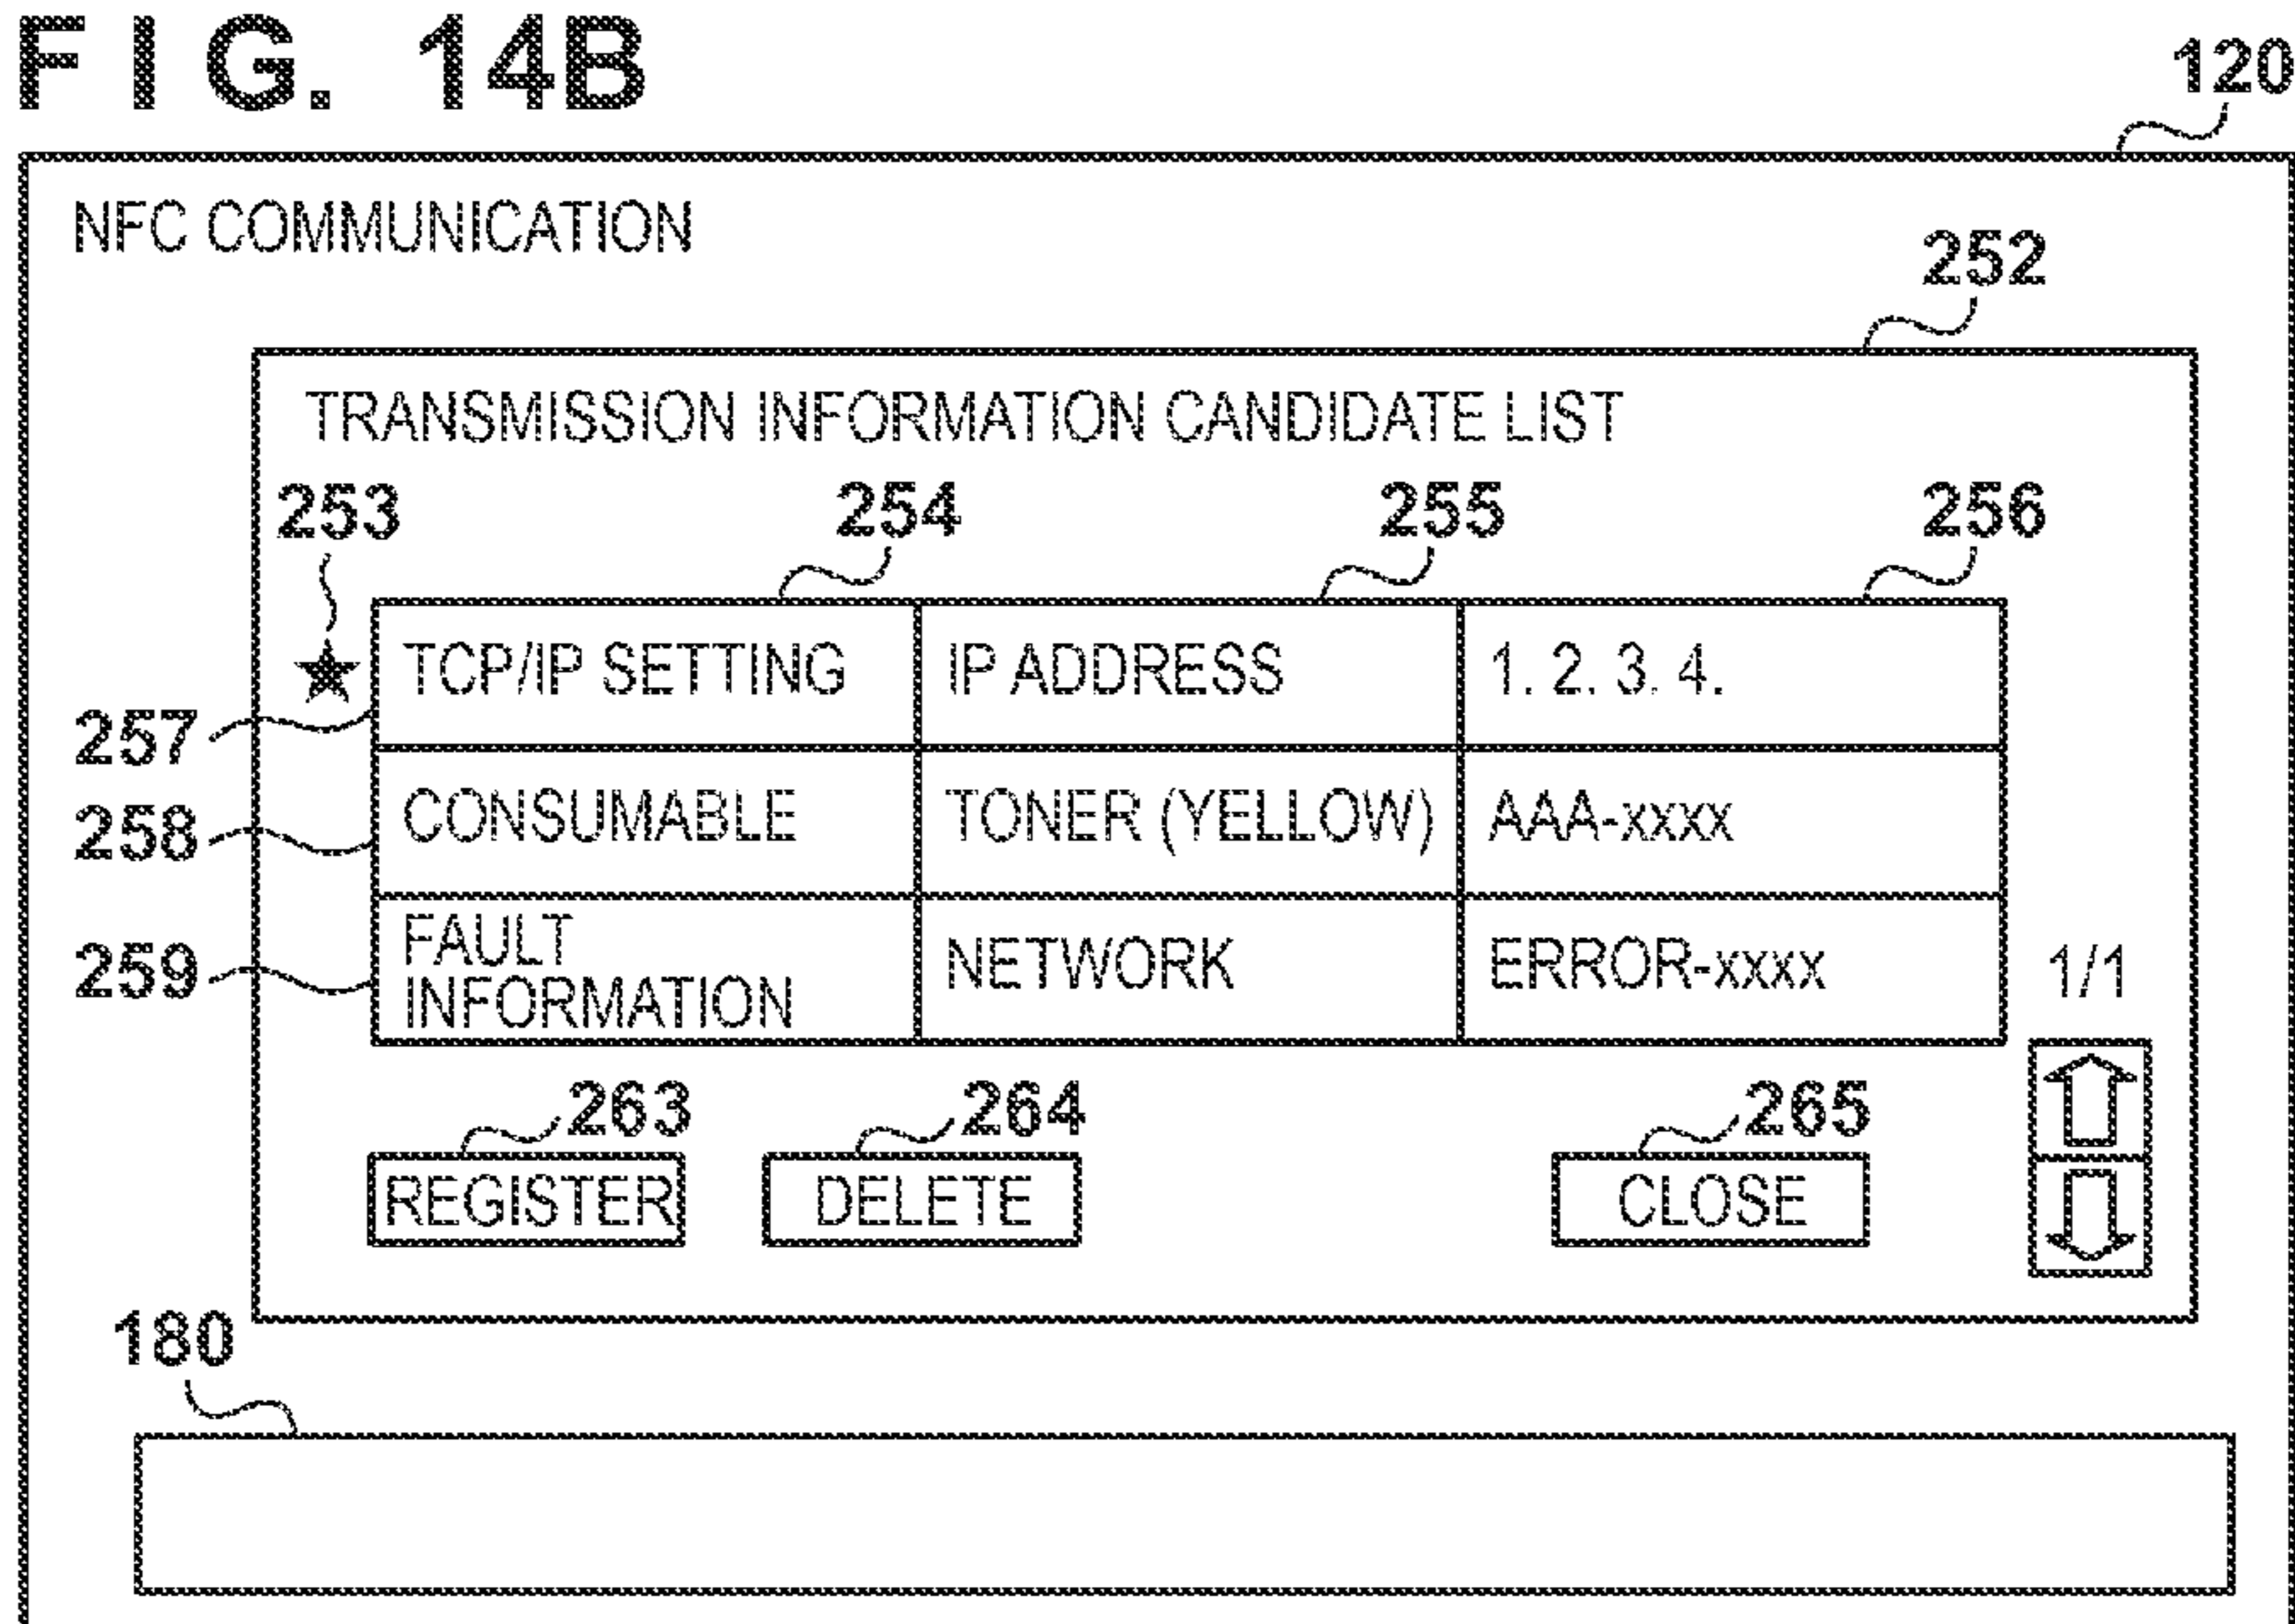 FIG. 14B
120
NFC COMMUNICATION
252
TRANSMISSION INFORMATION CANDIDATE LIST
253 254 255 256
★ TCP/IP SETTING IP ADDRESS 1. 2. 3. 4.
257
258 CONSUMABLE TONER (YELLOW) AAA-xxxx
259 FAULT INFORMATION NETWORK ERROR-xxxx 1/1
263 264 265
REGISTER DELETE CLOSE
180